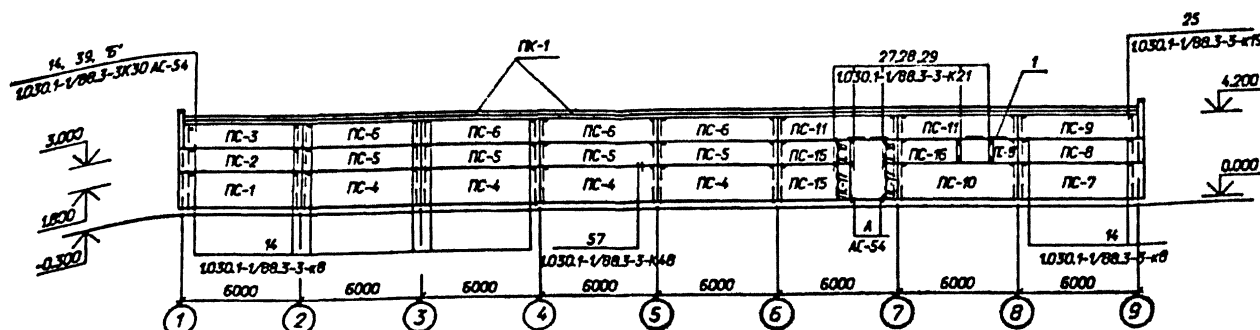 14, 39, "Б"
1.030.1-1/88.3-3К30 АС-54
ПК-1
27,28,29
1.030.1-1/88.3-3-К21
1
25
1.030.1-1/88.3-3-к19
4.200
3.000
1.800
-0.300
0.000
ПС-3 ПС-6 ПС-6 ПС-6 ПС-6 ПС-11 ПС-11 ПС-9
ПС-2 ПС-5 ПС-5 ПС-5 ПС-5 ПС-15 ПС-16 ПС-8
ПС-1 ПС-4 ПС-4 ПС-4 ПС-4 ПС-15 ПС-17 ПС-10 ПС-7
14
1.030.1-1/88.3-3-к8
57
1.030.1-1/88.3-3-К48
А
АС-54
14
1.030.1-1/88.3-3-к8
6000 6000 6000 6000 6000 6000 6000 6000
1 2 3 4 5 6 7 8 9